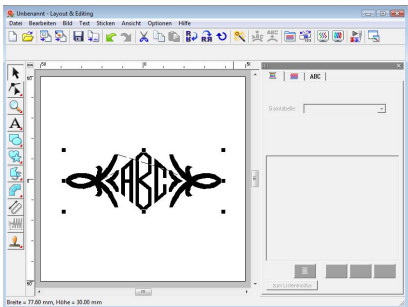 Unbenannt - Layout & Editing
Datei Bearbeiten Bild Text Sticken Ansicht Optionen Hilfe
ABC
Garntabelle
ABC
zum Listenmodus
Breite = 77.60 mm, Höhe = 30.00 mm